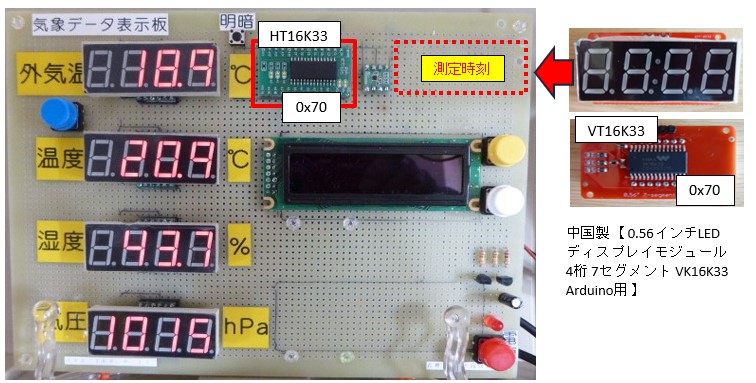 気象データ表示板
明暗
HT16K33
0x70
測定時刻
外気温
18.9
℃
温度
20.9
℃
湿度
43.7
%
気圧
1015
hPa
VT16K33
0x70
中国製 【 0.56インチLED
ディスプレイモジュール
4桁 7セグメント VK16K33
Arduino用 】